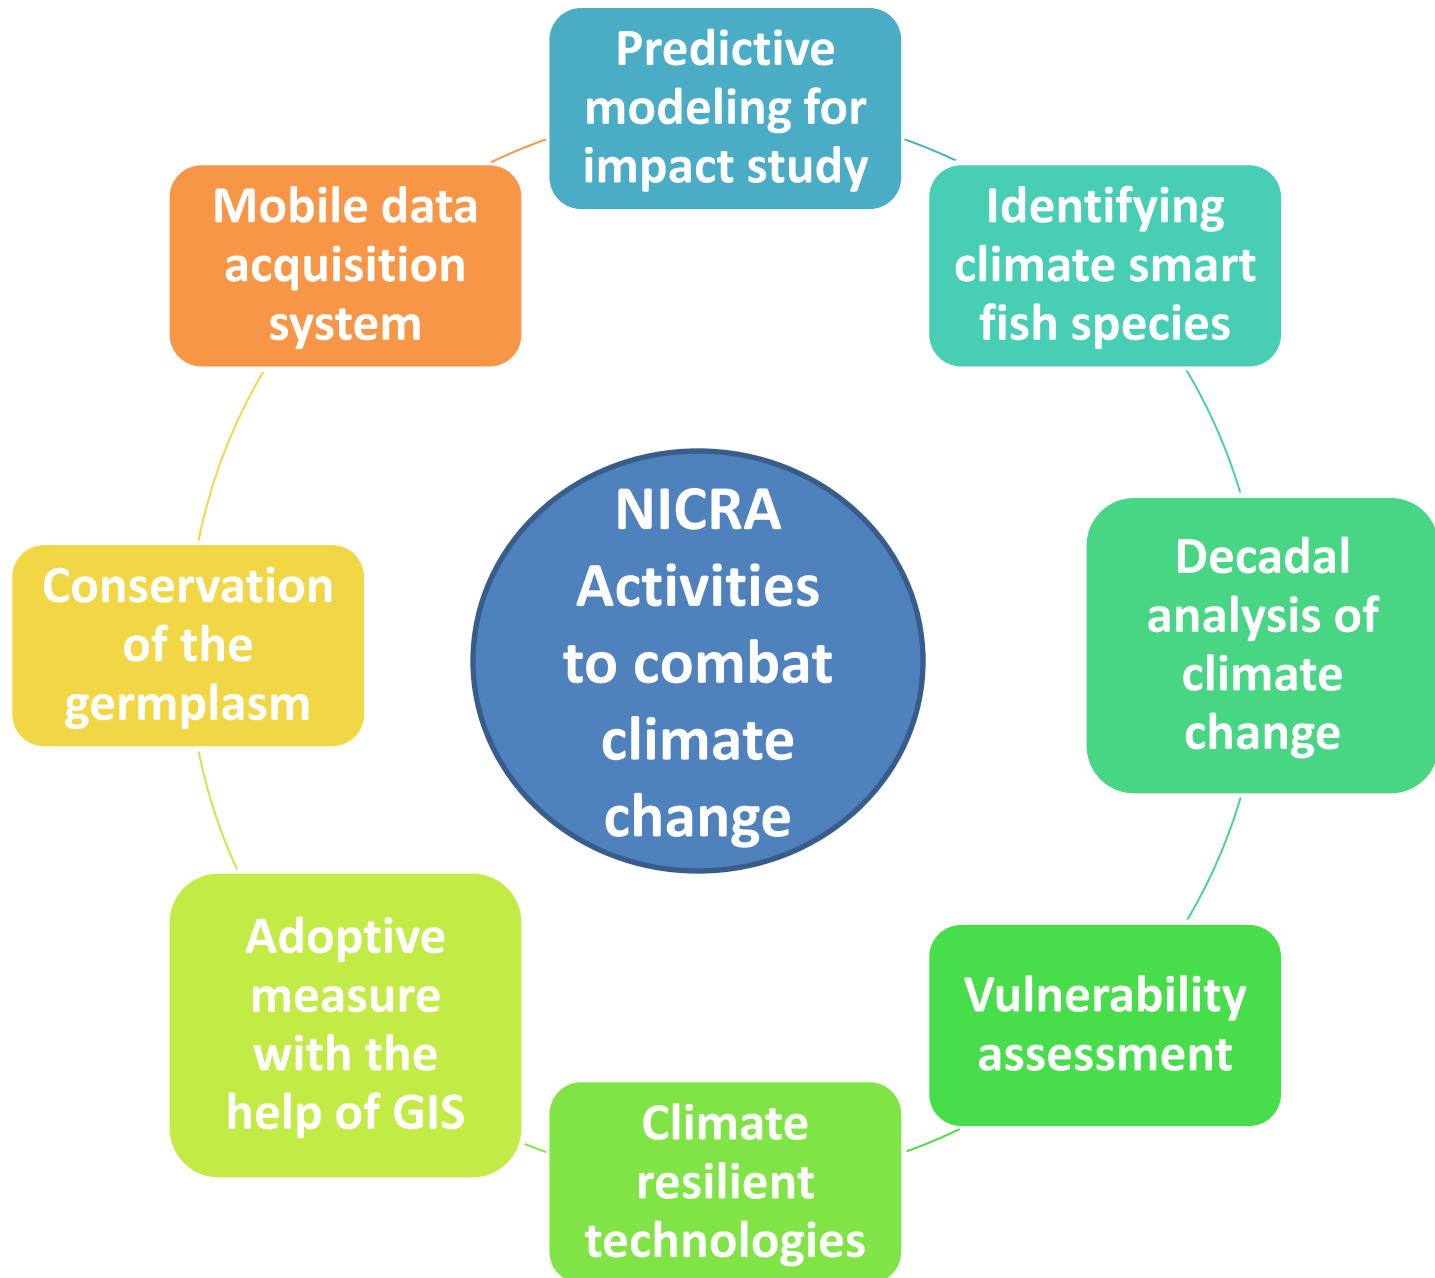 Predictive
modeling for
impact study
Identifying
climate smart
fish species
Decadal
analysis of
climate
change
Vulnerability
assessment
Climate
resilient
technologies
Adoptive
measure
with the
help of GIS
Conservation
of the
germplasm
Mobile data
acquisition
system
NICRA
Activities
to combat
climate
change